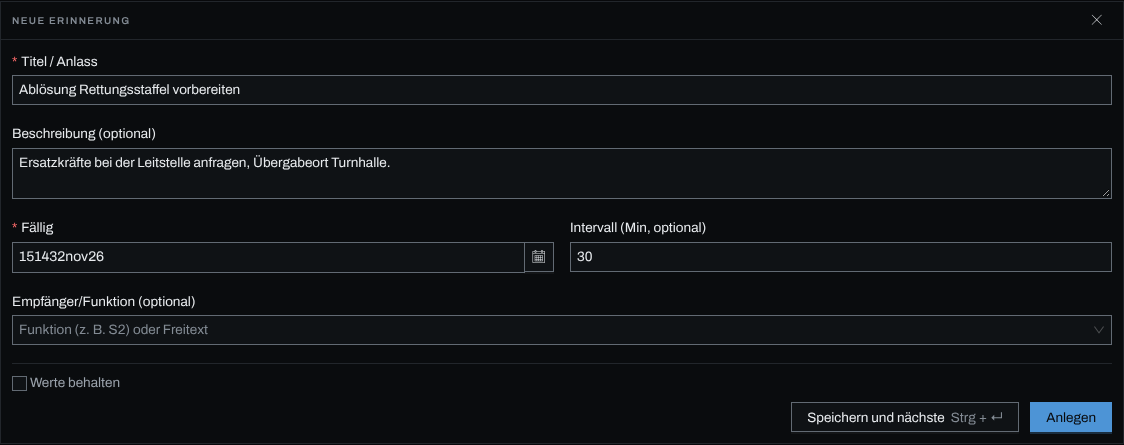 NEUE ERINNERUNG
* Titel / Anlass
Ablösung Rettungsstaffel vorbereiten
Beschreibung (optional)
Ersatzkräfte bei der Leitstelle anfragen, Übergabeort Turnhalle.
* Fällig
151432nov26
Intervall (Min, optional)
30
Empfänger/Funktion (optional)
Funktion (z. B. S2) oder Freitext
Werte behalten
Speichern und nächste Strg + ↵
Anlegen